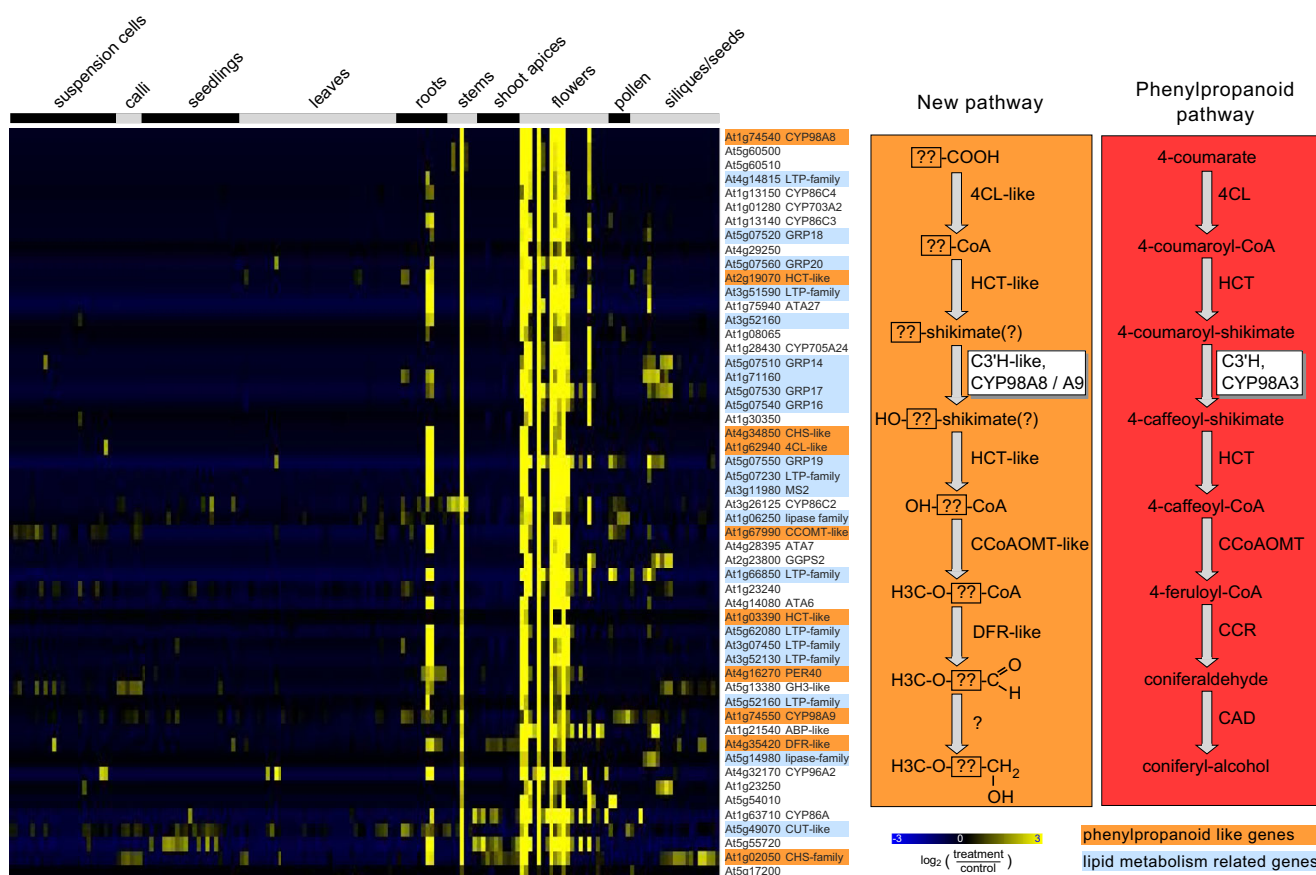 suspension cells
calli
seedlings
leaves
roots
stems
shoot apices
flowers
pollen
siliques/seeds
At1g74540 CYP98A8
At5g60500
At5g60510
At4g14815 LTP-family
At1g13150 CYP86C4
At1g01280 CYP703A2
At1g13140 CYP86C3
At5g07520 GRP18
At4g29250
At5g07560 GRP20
At2g19070 HCT-like
At3g51590 LTP-family
At1g75940 ATA27
At3g52160
At1g08065
At1g28430 CYP705A24
At5g07510 GRP14
At1g71160
At5g07530 GRP17
At5g07540 GRP16
At1g30350
At4g34850 CHS-like
At1g62940 4CL-like
At5g07550 GRP19
At5g07230 LTP-family
At3g11980 MS2
At3g26125 CYP86C2
At1g06250 lipase family
At1g67990 CCOMT-like
At4g28395 ATA7
At2g23800 GGPS2
At1g66850 LTP-family
At1g23240
At4g14080 ATA6
At1g03390 HCT-like
At5g62080 LTP-family
At3g07450 LTP-family
At3g52130 LTP-family
At4g16270 PER40
At5g13380 GH3-like
At5g52160 LTP-family
At1g74550 CYP98A9
At1g21540 ABP-like
At4g35420 DFR-like
At5g14980 lipase-family
At4g32170 CYP96A2
At1g23250
At5g54010
At1g63710 CYP86A
At5g49070 CUT-like
At5g55720
At1g02050 CHS-family
At5g17200
New pathway
??-COOH
4CL-like
??-CoA
HCT-like
??-shikimate(?)
C3'H-like,
CYP98A8 / A9
HO-??-shikimate(?)
HCT-like
OH-??-CoA
CCoAOMT-like
H3C-O-??-CoA
DFR-like
H3C-O-??-C
O
H
?
H3C-O-??-CH2
OH
Phenylpropanoid
pathway
4-coumarate
4CL
4-coumaroyl-CoA
HCT
4-coumaroyl-shikimate
C3'H,
CYP98A3
4-caffeoyl-shikimate
HCT
4-caffeoyl-CoA
CCoAOMT
4-feruloyl-CoA
CCR
coniferaldehyde
CAD
coniferyl-alcohol
-3 0 3
log2 ( treatment
control )
phenylpropanoid like genes
lipid metabolism related genes